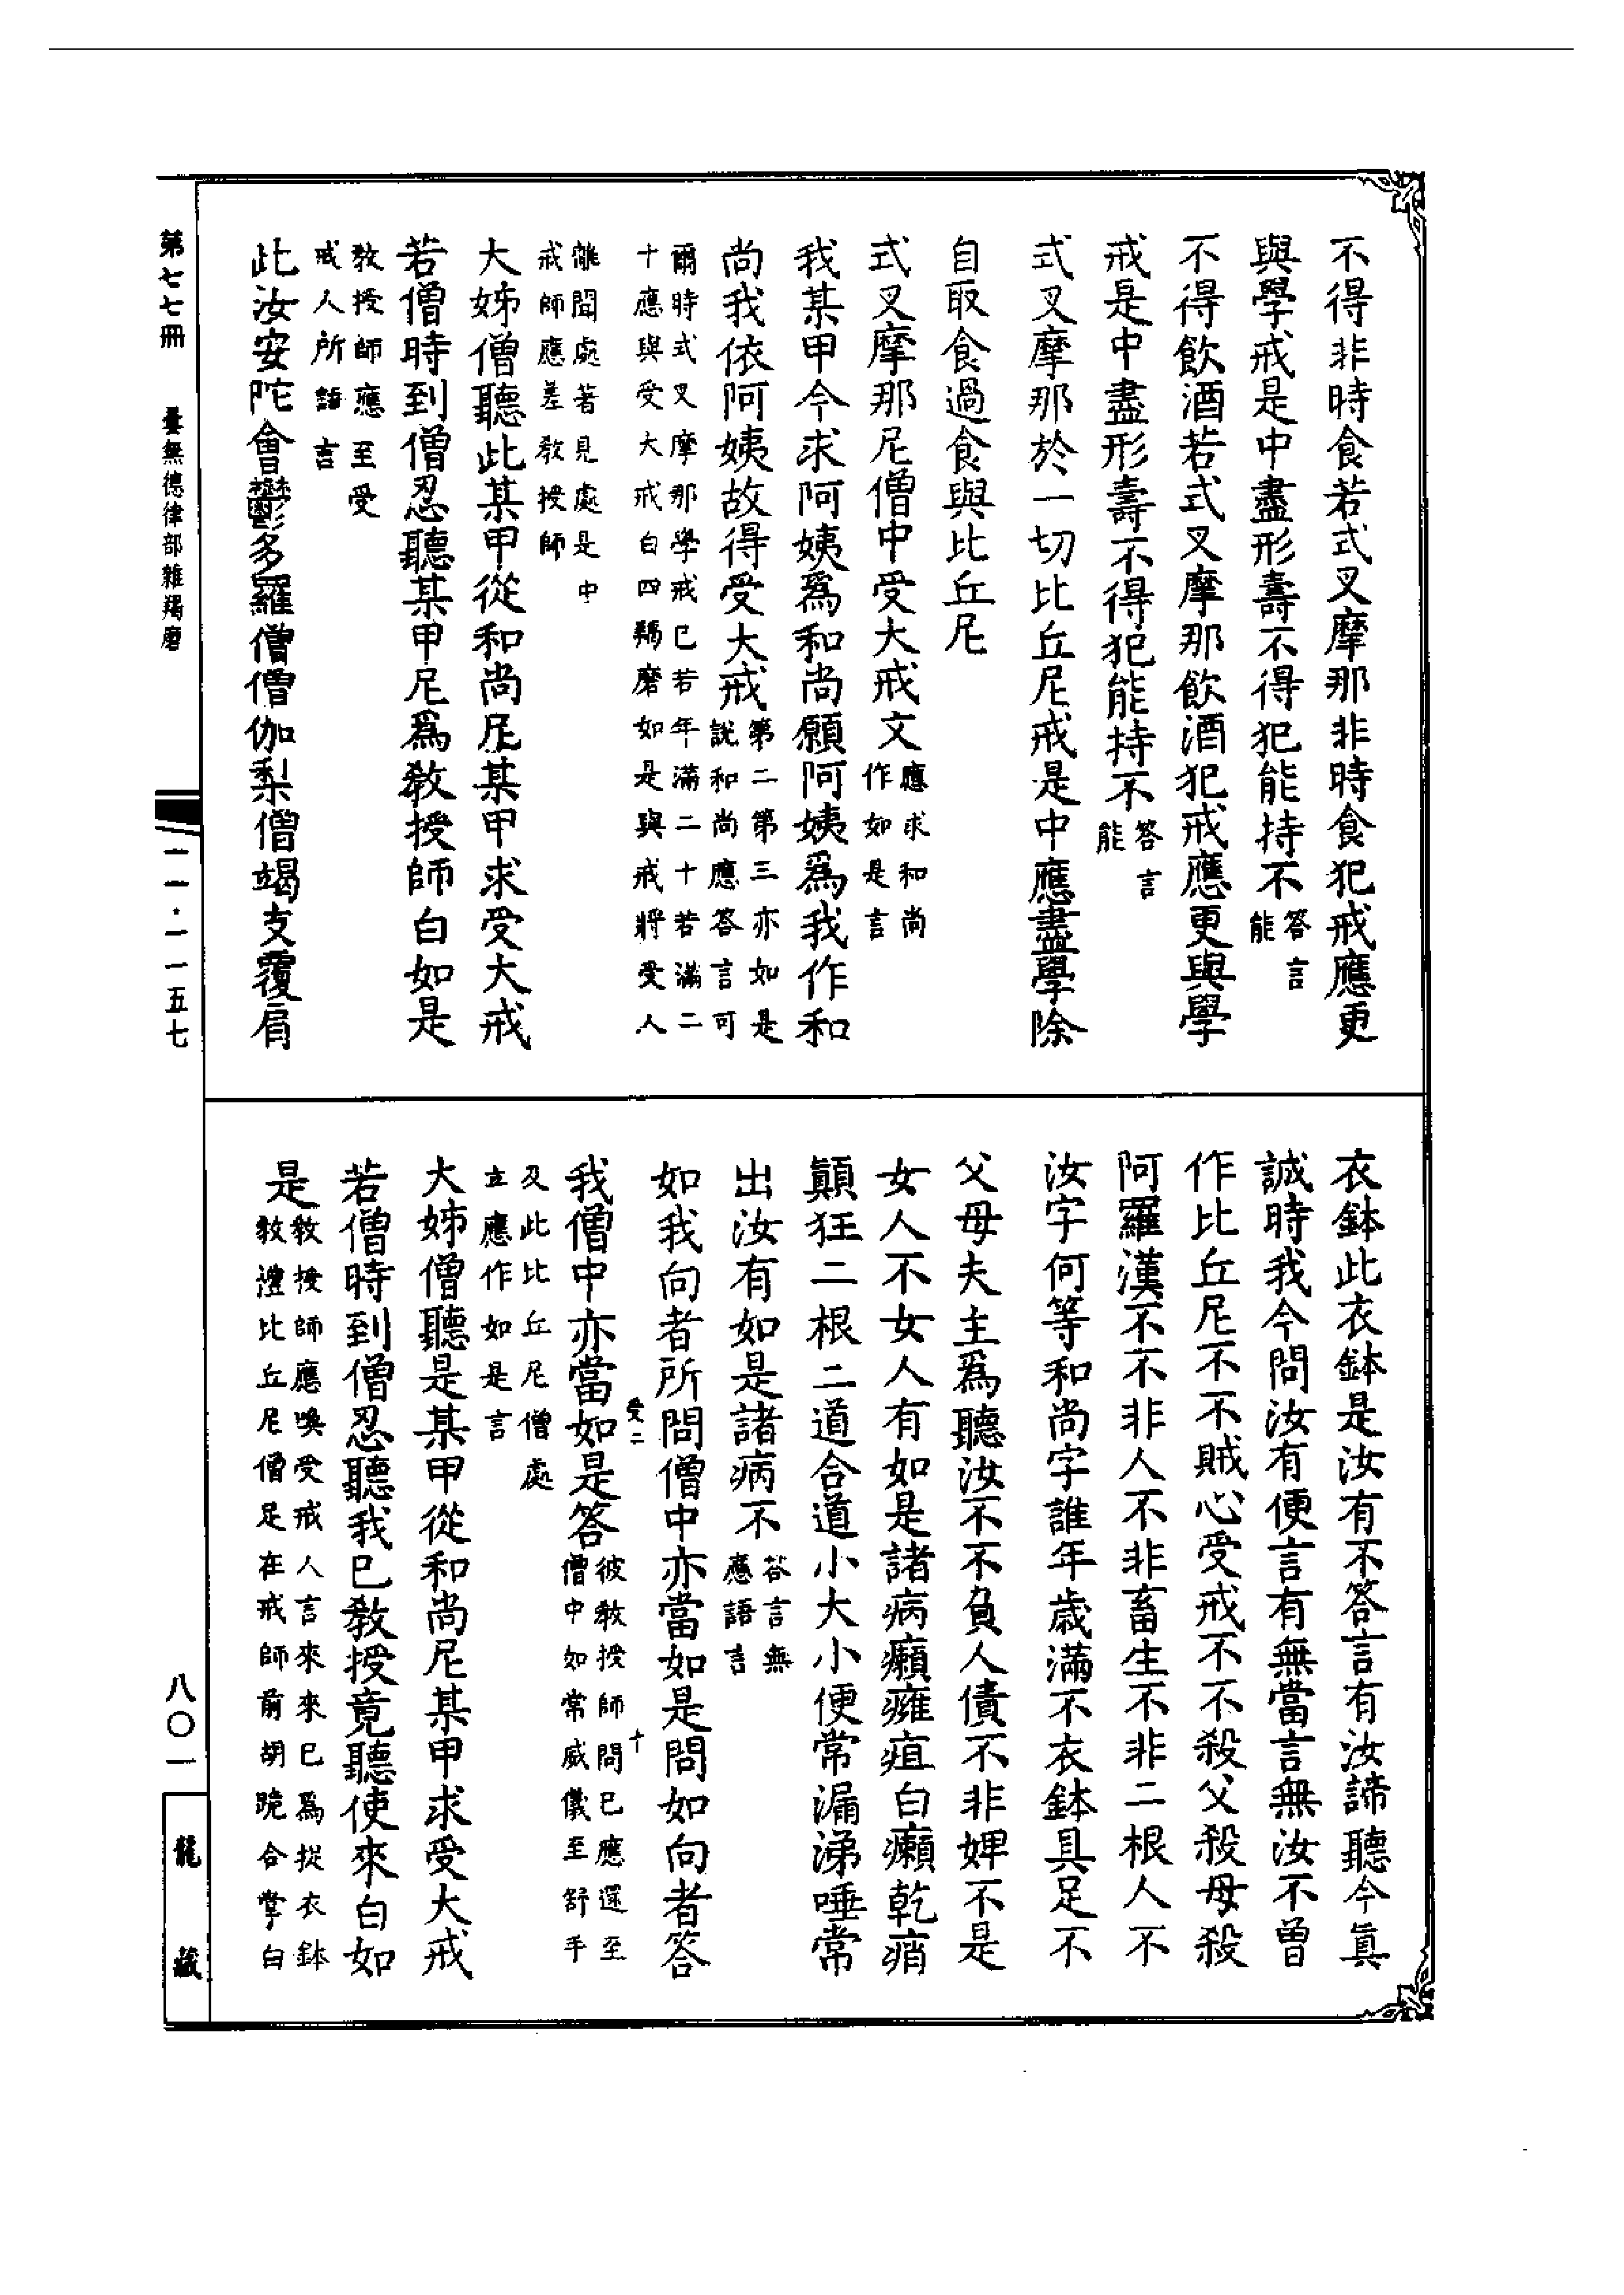 不得非時食若式叉摩那非時食犯戒應更
與學戒是中盡形壽不得犯能持不答言能
不得飲酒若式叉摩那飲酒犯戒應更與學
戒是中盡形壽不得犯能持不答言能
式叉摩那於一切比丘尼戒是中應盡學除
自取食過食與比丘尼
式叉摩那尼僧中受大戒文應求和尚作如是言
我某甲今求阿姨爲和尚願阿姨爲我作和
尚我依阿姨故得受大戒第二第三亦如是說和尚應答言可
爾時式叉摩那學戒已若年滿二十若滿二
十應與受大戒白四羯磨如是與戒將受人
離聞處著見處是中
戒師應差教授師
大姊僧聽此某甲從和尚尼某甲求受大戒
若僧時到僧忍聽某甲尼爲教授師白如是
教授師應至受
戒人所語言
此汝安陀會鬱多羅僧僧伽梨僧竭支覆肩
衣鉢此衣鉢是汝有不答言有汝諦聽今真
誠時我今問汝有便言有無當言無汝不曾
作比丘尼不不賊心受戒不不殺父殺母殺
阿羅漢不不非人不非畜生不非二根人不
汝字何等和尚字誰年歲滿不衣鉢具足不
父母夫主爲聽汝不不負人債不非婢不是
女人不女人有如是諸病癩癰疽白癩乾痟
顛狂二根二道合道小大小便常漏涕唾常
出汝有如是諸病不答言無應語言
如我向者所問僧中亦當如是問如向者答
受二 十
我僧中亦當如是答彼教授師問已應還至僧中如常威儀至舒手
及此比丘尼僧處
立應作如是言
大姊僧聽是某甲從和尚尼某甲求受大戒
若僧時到僧忍聽我已教授竟聽使來白如
是教授師應喚受戒人言來來已爲捉衣鉢教禮比丘尼僧足在戒師前胡跪合掌白
第七七冊 曇無德律部雜羯磨
一一·一一五七
八〇一
龍藏